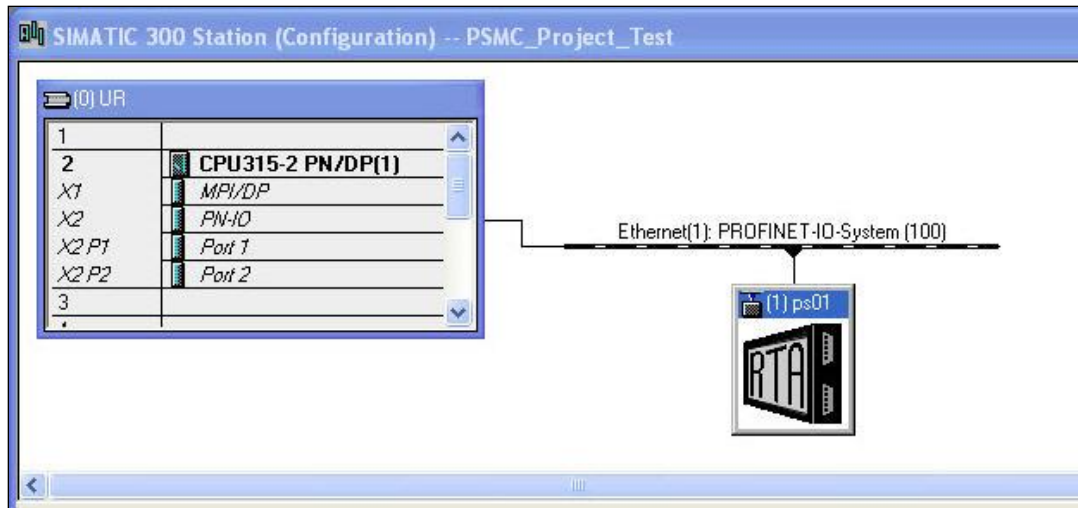 SIMATIC 300 Station (Configuration) -- PSMC_Project_Test
(0) UR
1
2 CPU315-2 PN/DP(1)
X1 MPI/DP
X2 PN-IO
X2 P1 Port 1
X2 P2 Port 2
3
Ethernet(1): PROFINET-IO-System (100)
(1) ps01
RTA